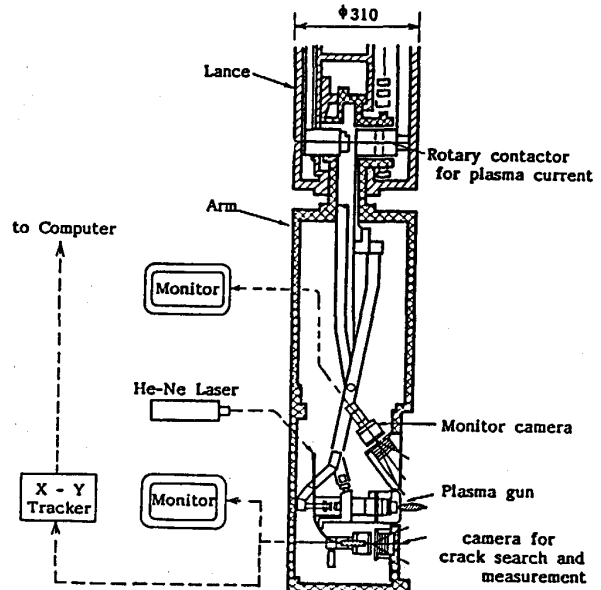 ϕ310
Lance
Rotary contactor
for plasma current
Arm
to Computer
Monitor
He-Ne Laser
Monitor camera
X - Y
Tracker
Monitor
Plasma gun
camera for
crack search and
measurement